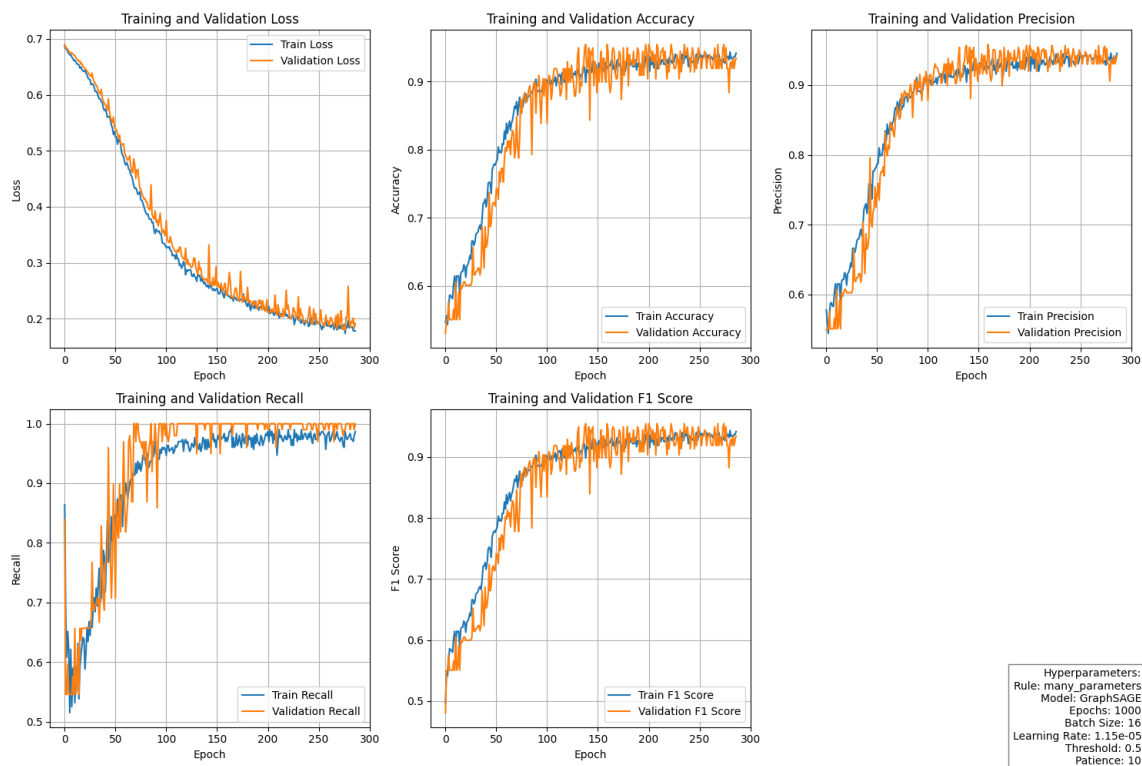 Training and Validation Loss
0.7
0.6
0.5
0.4
0.3
0.2
Loss
Train Loss
Validation Loss
0
50
100
150
200
250
300
Epoch
Training and Validation Accuracy
0.9
0.8
0.7
0.6
Accuracy
Train Accuracy
Validation Accuracy
0
50
100
150
200
250
300
Epoch
Training and Validation Precision
0.9
0.8
0.7
0.6
Precision
Train Precision
Validation Precision
0
50
100
150
200
250
300
Epoch
Training and Validation Recall
1.0
0.9
0.8
0.7
0.6
0.5
Recall
Train Recall
Validation Recall
0
50
100
150
200
250
300
Epoch
Training and Validation F1 Score
0.9
0.8
0.7
0.6
0.5
F1 Score
Train F1 Score
Validation F1 Score
0
50
100
150
200
250
300
Epoch
Hyperparameters:
Rule: many_parameters
Model: GraphSAGE
Epochs: 1000
Batch Size: 16
Learning Rate: 1.15e-05
Threshold: 0.5
Patience: 10